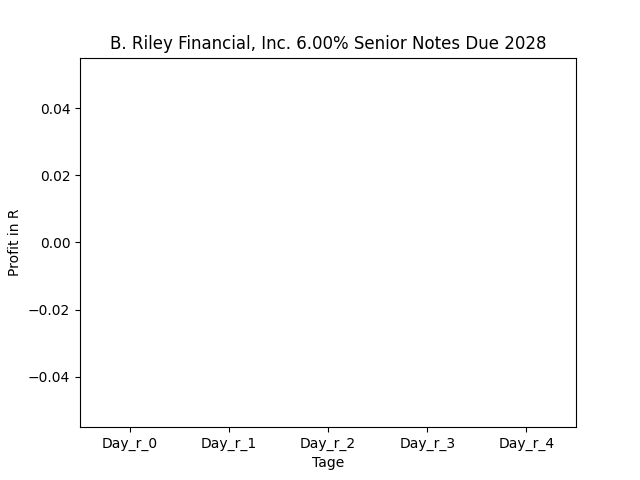 B. Riley Financial, Inc. 6.00% Senior Notes Due 2028
Profit in R
0.04
0.02
0.00
−0.02
−0.04
Day_r_0 Day_r_1 Day_r_2 Day_r_3 Day_r_4
Tage